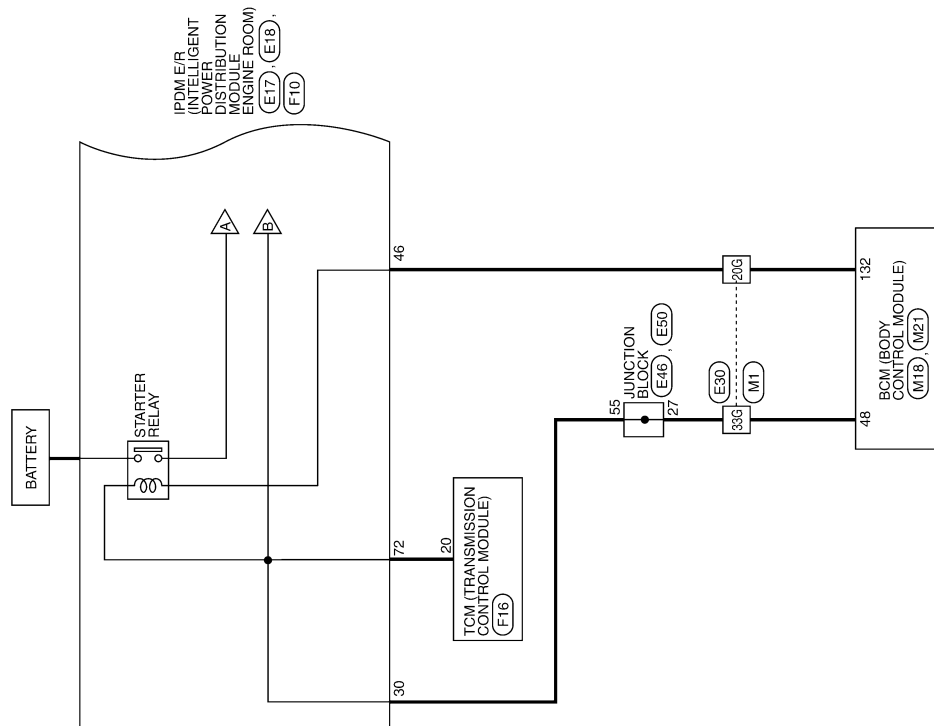 BATTERY
IPDM E/R
(INTELLIGENT
POWER
DISTRIBUTION
MODULE
ENGINE ROOM)
E17 , E18 ,
F10
STARTER
RELAY
A
B
72
30
46
20
TCM (TRANSMISSION
CONTROL MODULE)
F16
55
JUNCTION
BLOCK
E46 , E50
27
33G
E30
M1
20G
48
132
BCM (BODY
CONTROL MODULE)
M18 , M21